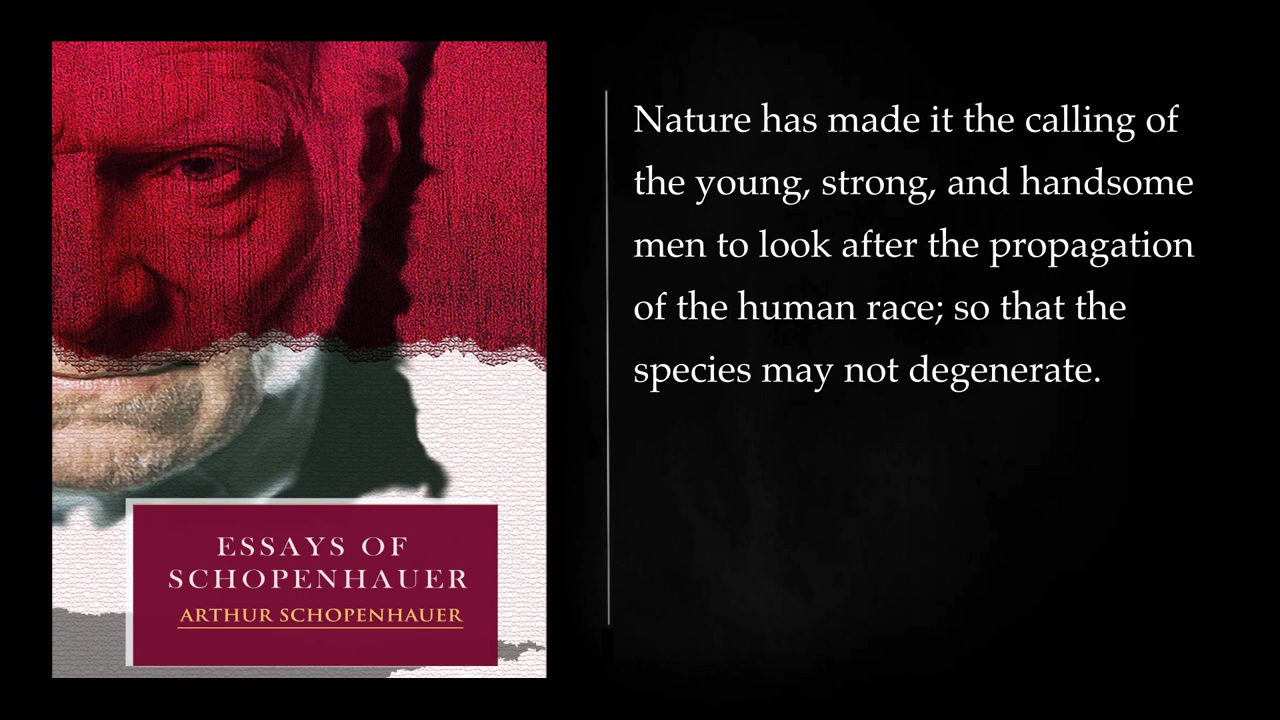 ESSAYS OF
SCHOPENHAUER
ARTHUR SCHOPENHAUER
Nature has made it the calling of
the young, strong, and handsome
men to look after the propagation
of the human race; so that the
species may not degenerate.